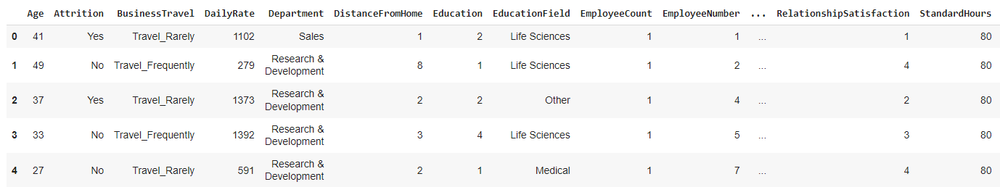 Age Attrition BusinessTravel DailyRate Department DistanceFromHome Education EducationField EmployeeCount EmployeeNumber ... RelationshipSatisfaction StandardHours
0 41 Yes Travel_Rarely 1102 Sales 1 2 Life Sciences 1 1 ... 1 80
1 49 No Travel_Frequently 279 Research & Development 8 1 Life Sciences 1 2 ... 4 80
2 37 Yes Travel_Rarely 1373 Research & Development 2 2 Other 1 4 ... 2 80
3 33 No Travel_Frequently 1392 Research & Development 3 4 Life Sciences 1 5 ... 3 80
4 27 No Travel_Rarely 591 Research & Development 2 1 Medical 1 7 ... 4 80